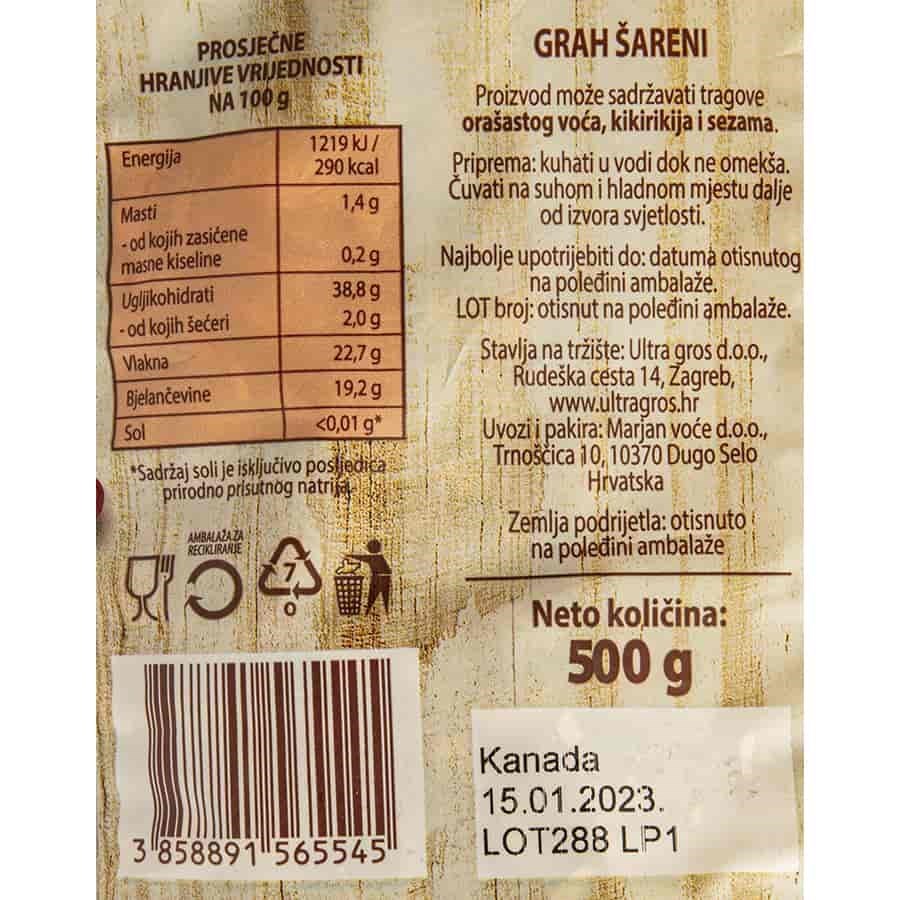 PROSJEČNE
HRANJIVE VRIJEDNOSTI
NA 100 g
Energija 1219 kJ /
290 kcal
Masti 1,4 g
- od kojih zasićene
masne kiseline 0,2 g
Ugljikohidrati 38,8 g
- od kojih šećeri 2,0 g
Vlakna 22,7 g
Bjelančevine 19,2 g
Sol <0,01 g*
*Sadržaj soli je isključivo posljedica
prirodno prisutnog natrija.
AMBALAŽA ZA
RECIKLIRANJE
7
O
3 858891 565545
GRAH ŠARENI
Proizvod može sadržavati tragove
orašastog voća, kikirikija i sezama.
Priprema: kuhati u vodi dok ne omekša.
Čuvati na suhom i hladnom mjestu dalje
od izvora svjetlosti.
Najbolje upotrijebiti do: datuma otisnutog
na poleđini ambalaže.
LOT broj: otisnut na poleđini ambalaže.
Stavlja na tržište: Ultra gros d.o.o.,
Rudeška cesta 14, Zagreb,
www.ultragros.hr
Uvozi i pakira: Marjan voće d.o.o.,
Trnoščica 10, 10370 Dugo Selo
Hrvatska
Zemlja podrijetla: otisnuto
na poleđini ambalaže
Neto količina:
500 g
Kanada
15.01.2023.
LOT288 LP1